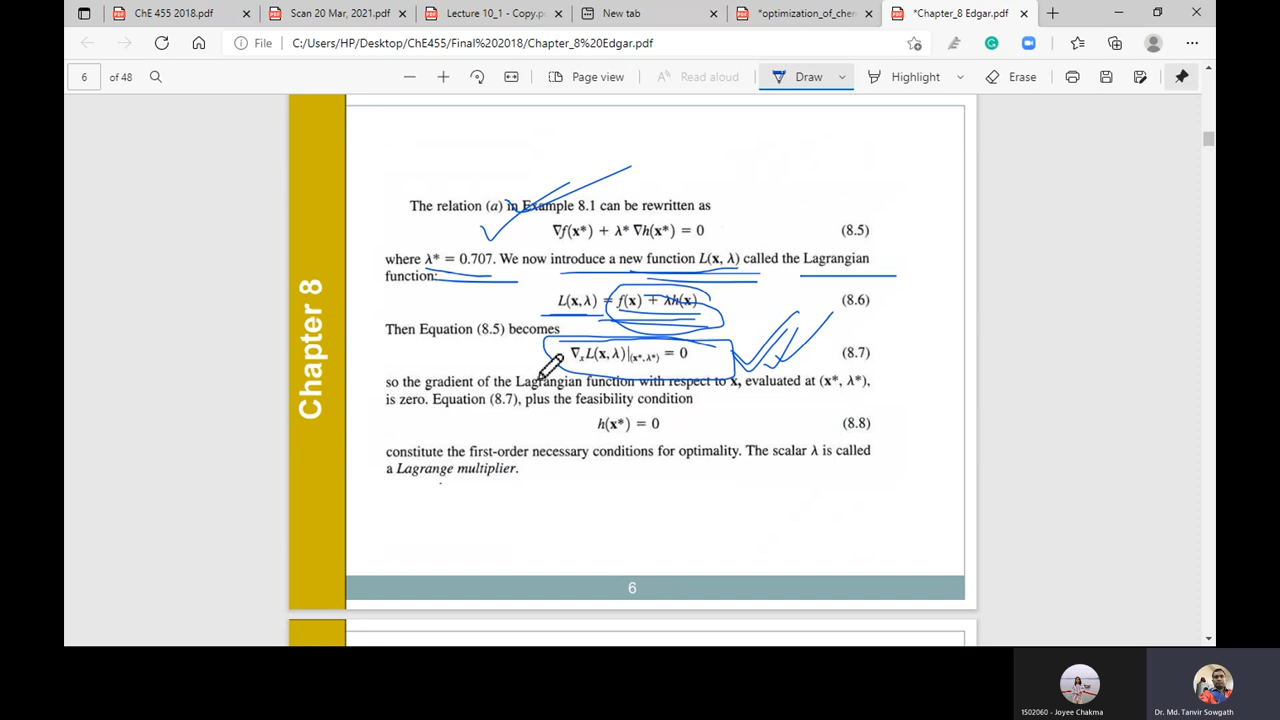 ChE 455 2018.pdf
Scan 20 Mar, 2021.pdf
Lecture 10_1 - Copy.p
New tab
*optimization_of_cher
*Chapter_8 Edgar.pdf
File
C:/Users/HP/Desktop/ChE455/Final%202018/Chapter_8%20Edgar.pdf
6 of 48
Page view
Read aloud
Draw
Highlight
Erase
Chapter 8
The relation (a) in Example 8.1 can be rewritten as
∇f(x*) + λ* ∇h(x*) = 0 (8.5)
where λ* = 0.707. We now introduce a new function L(x, λ) called the Lagrangian
function:
L(x,λ) = f(x) + λh(x) (8.6)
Then Equation (8.5) becomes
∇ₓL(x, λ)|(x*,λ*) = 0 (8.7)
so the gradient of the Lagrangian function with respect to x, evaluated at (x*, λ*),
is zero. Equation (8.7), plus the feasibility condition
h(x*) = 0 (8.8)
constitute the first-order necessary conditions for optimality. The scalar λ is called
a Lagrange multiplier.
6
1502060 - Joyee Chakma
Dr. Md. Tanvir Sowgath